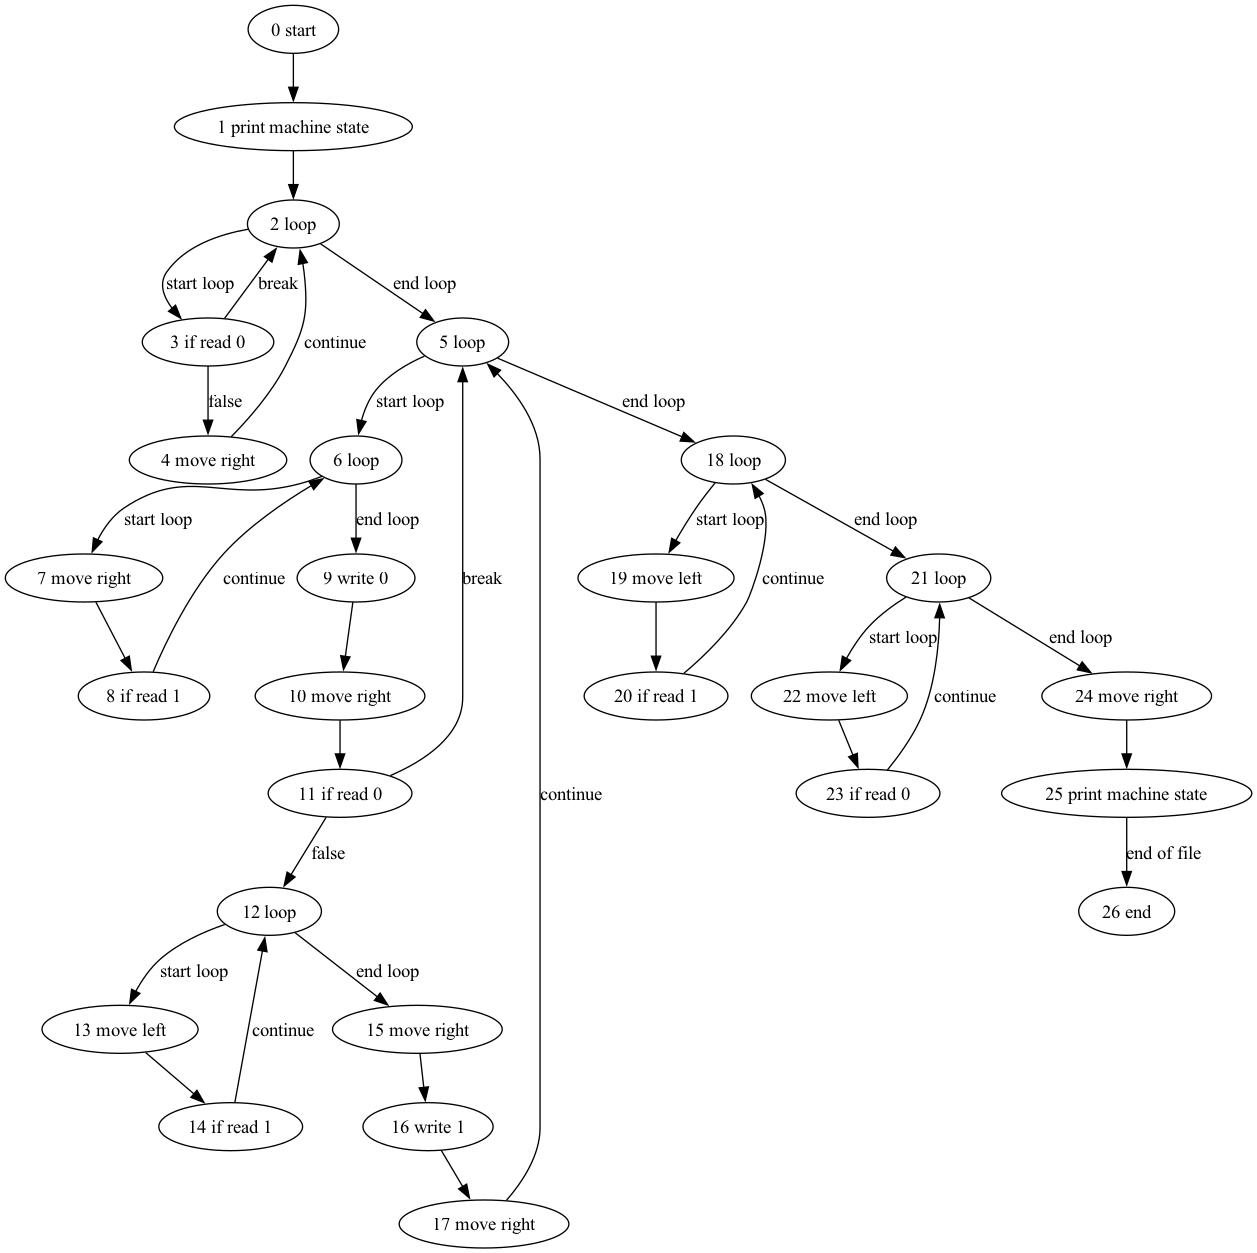 0 start
1 print machine state
2 loop
start loop
break
end loop
3 if read 0
continue
5 loop
false
start loop
end loop
4 move right
6 loop
18 loop
start loop
end loop
start loop
end loop
7 move right
continue
9 write 0
break
19 move left
continue
21 loop
start loop
end loop
8 if read 1
10 move right
20 if read 1
22 move left
continue
24 move right
11 if read 0
continue
23 if read 0
25 print machine state
false
end of file
12 loop
26 end
start loop
end loop
13 move left
continue
15 move right
14 if read 1
16 write 1
17 move right